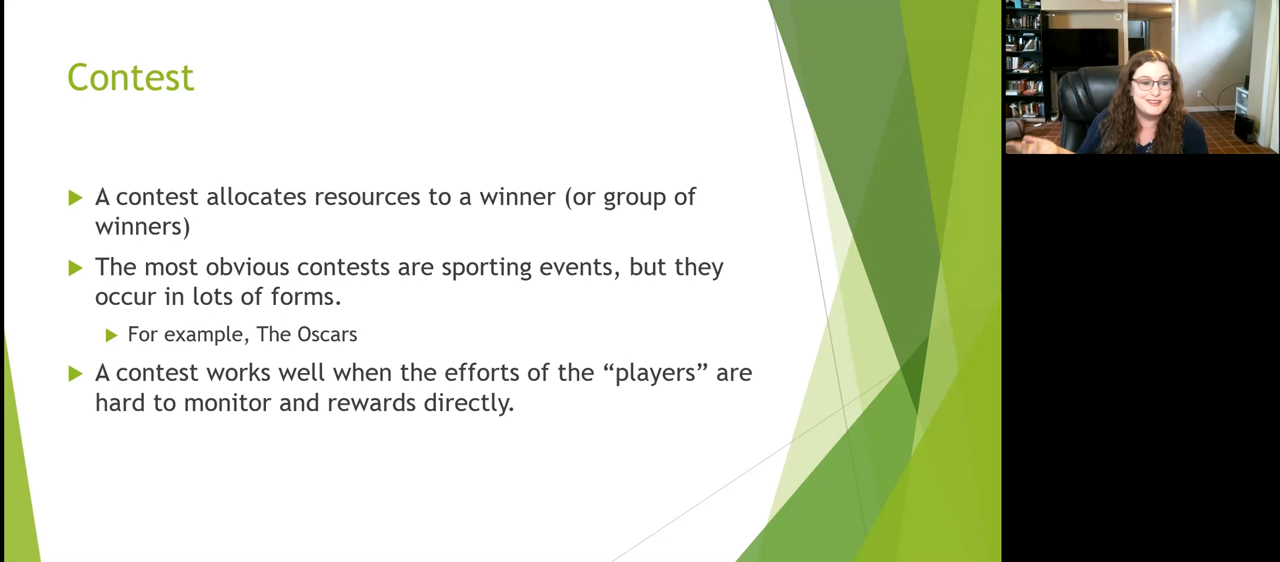 Contest
A contest allocates resources to a winner (or group of
winners)
The most obvious contests are sporting events, but they
occur in lots of forms.
For example, The Oscars
A contest works well when the efforts of the “players” are
hard to monitor and rewards directly.